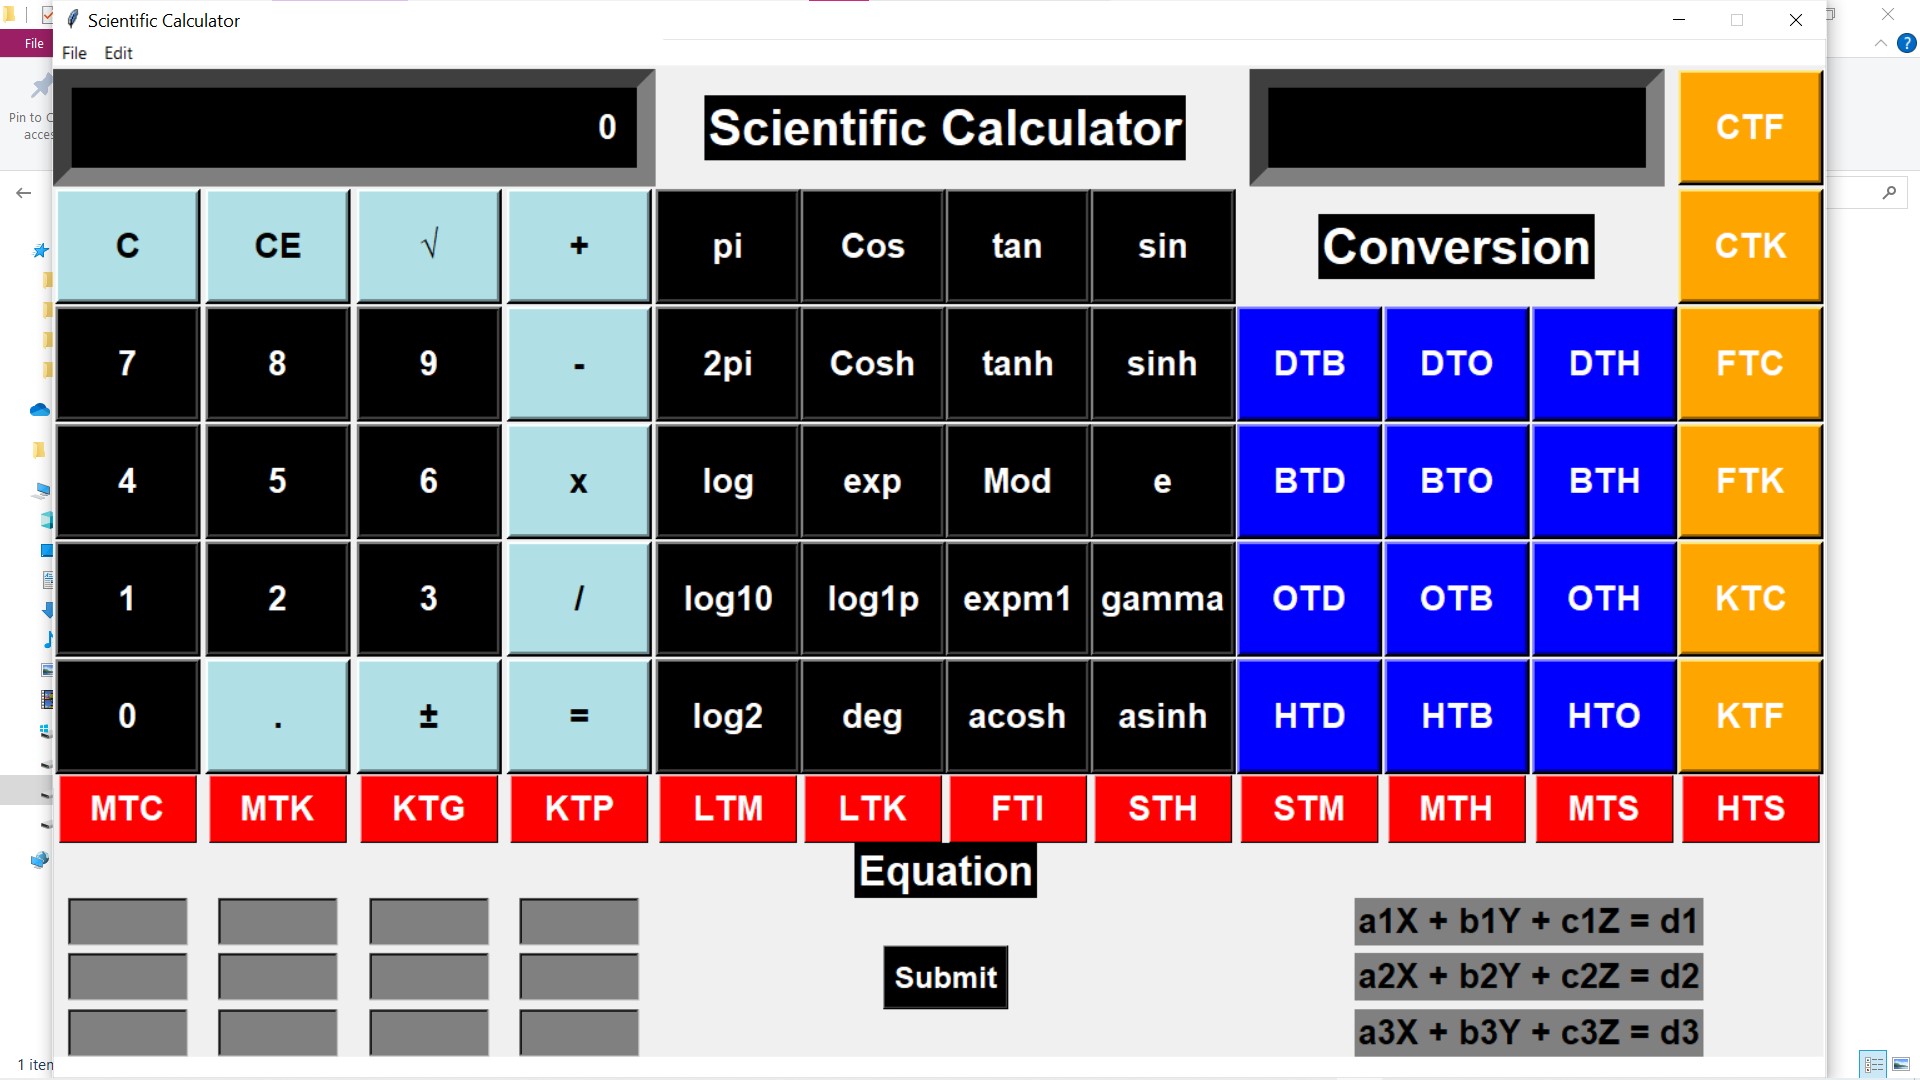 Scientific Calculator
File
File Edit
Pin to
acces
0
Scientific Calculator
CTF
C CE √ + pi Cos tan sin
Conversion
CTK
7 8 9 - 2pi Cosh tanh sinh DTB DTO DTH FTC
4 5 6 x log exp Mod e BTD BTO BTH FTK
1 2 3 / log10 log1p expm1 gamma OTD OTB OTH KTC
0 . ± = log2 deg acosh asinh HTD HTB HTO KTF
MTC MTK KTG KTP LTM LTK FTI STH STM MTH MTS HTS
Equation
a1X + b1Y + c1Z = d1
Submit
a2X + b2Y + c2Z = d2
a3X + b3Y + c3Z = d3
1 item